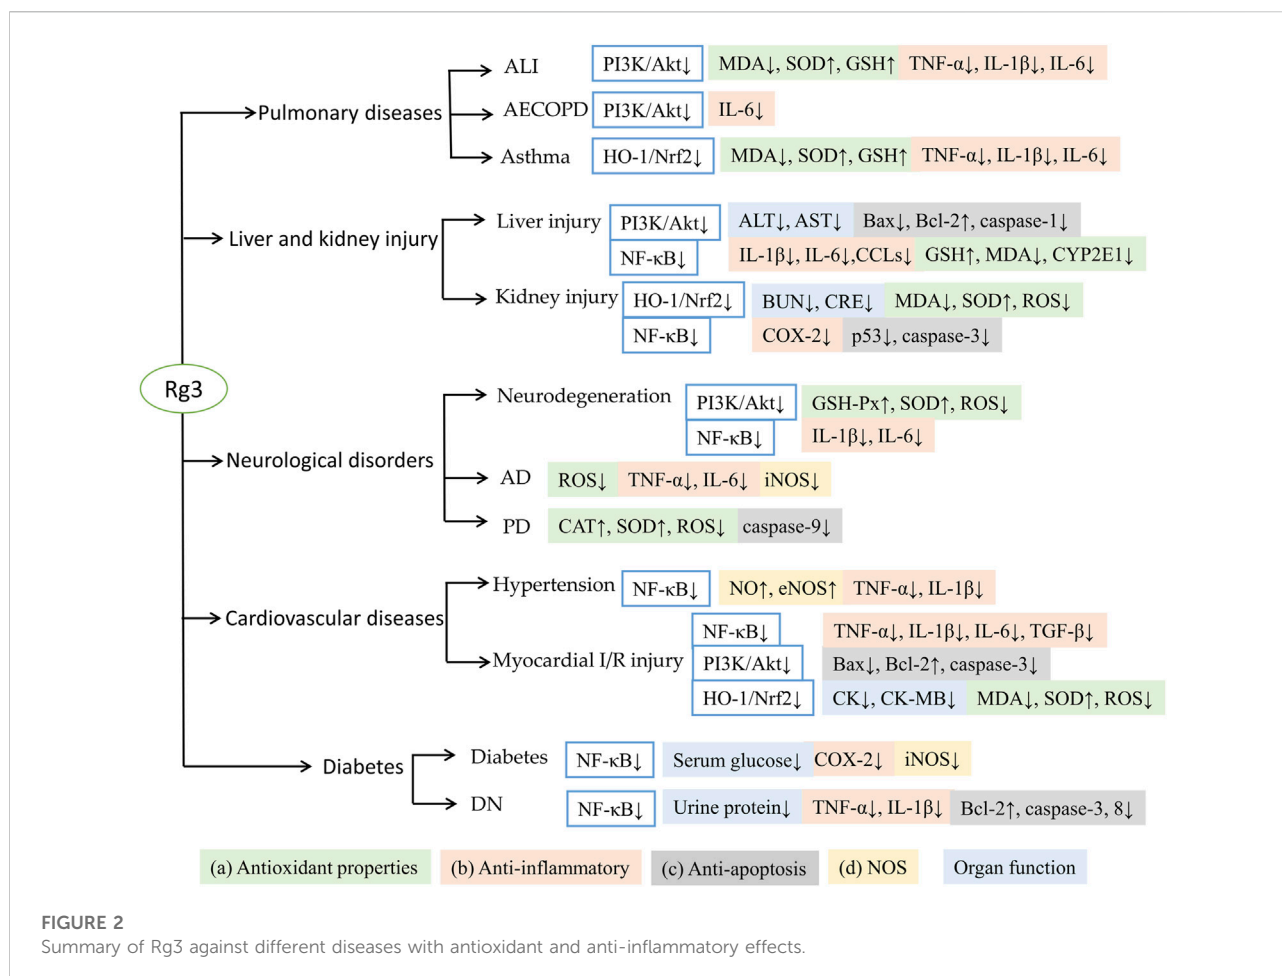 ALI PI3K/Akt↓ MDA↓, SOD↑, GSH↑ TNF-α↓, IL-1β↓, IL-6↓
Pulmonary diseases AECOPD PI3K/Akt↓ IL-6↓
Asthma HO-1/Nrf2↓ MDA↓, SOD↑, GSH↑ TNF-α↓, IL-1β↓, IL-6↓
Liver injury PI3K/Akt↓ ALT↓, AST↓ Bax↓, Bcl-2↑, caspase-1↓
Liver and kidney injury NF-κB↓ IL-1β↓, IL-6↓,CCLs↓ GSH↑, MDA↓, CYP2E1↓
Kidney injury HO-1/Nrf2↓ BUN↓, CRE↓ MDA↓, SOD↑, ROS↓
NF-κB↓ COX-2↓ p53↓, caspase-3↓
Rg3
Neurodegeneration PI3K/Akt↓ GSH-Px↑, SOD↑, ROS↓
NF-κB↓ IL-1β↓, IL-6↓
Neurological disorders
AD ROS↓ TNF-α↓, IL-6↓ iNOS↓
PD CAT↑, SOD↑, ROS↓ caspase-9↓
Hypertension NF-κB↓ NO↑, eNOS↑ TNF-α↓, IL-1β↓
Cardiovascular diseases
NF-κB↓ TNF-α↓, IL-1β↓, IL-6↓, TGF-β↓
Myocardial I/R injury PI3K/Akt↓ Bax↓, Bcl-2↑, caspase-3↓
HO-1/Nrf2↓ CK↓, CK-MB↓ MDA↓, SOD↑, ROS↓
Diabetes
Diabetes NF-κB↓ Serum glucose↓ COX-2↓ iNOS↓
DN NF-κB↓ Urine protein↓ TNF-α↓, IL-1β↓ Bcl-2↑, caspase-3, 8↓
(a) Antioxidant properties (b) Anti-inflammatory (c) Anti-apoptosis (d) NOS Organ function
FIGURE 2
Summary of Rg3 against different diseases with antioxidant and anti-inflammatory effects.